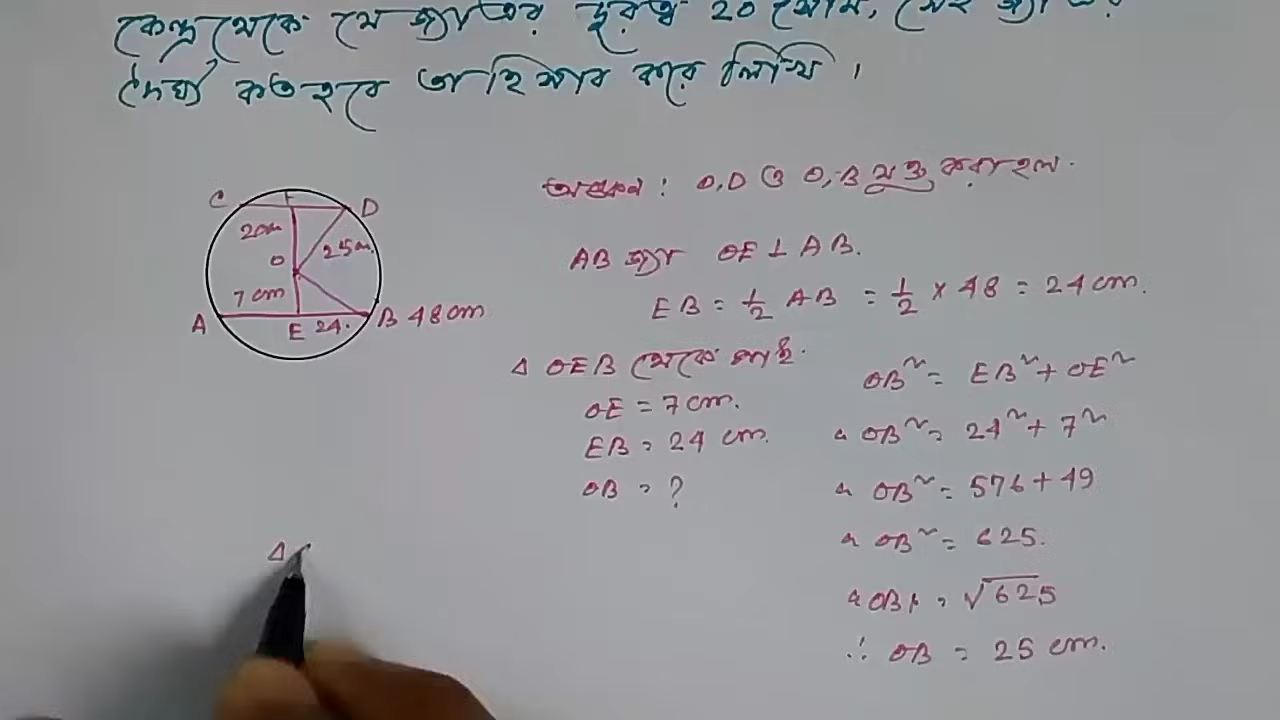 কেন্দ্র থেকে যে জ্যা এর দূরত্ব 20 সেমি, সেই
দৈর্ঘ্য কত হবে তা হিসাব করে লিখি ।
অঙ্কন : O,D ও O,B যুক্ত করা হল.
C F D
20cm
25cm.
O
7cm
A E 24. B 48cm
AB জ্যা OE ⊥ AB.
EB = 1/2 AB = 1/2 × 48 = 24 cm.
Δ OEB থেকে পাই.
OE = 7 cm.
EB = 24 cm.
OB = ?
OB² = EB² + OE²
বা OB² = 24² + 7²
বা OB² = 576 + 49
বা OB² = 625.
বা OB = √625
∴ OB = 25 cm.
Δ